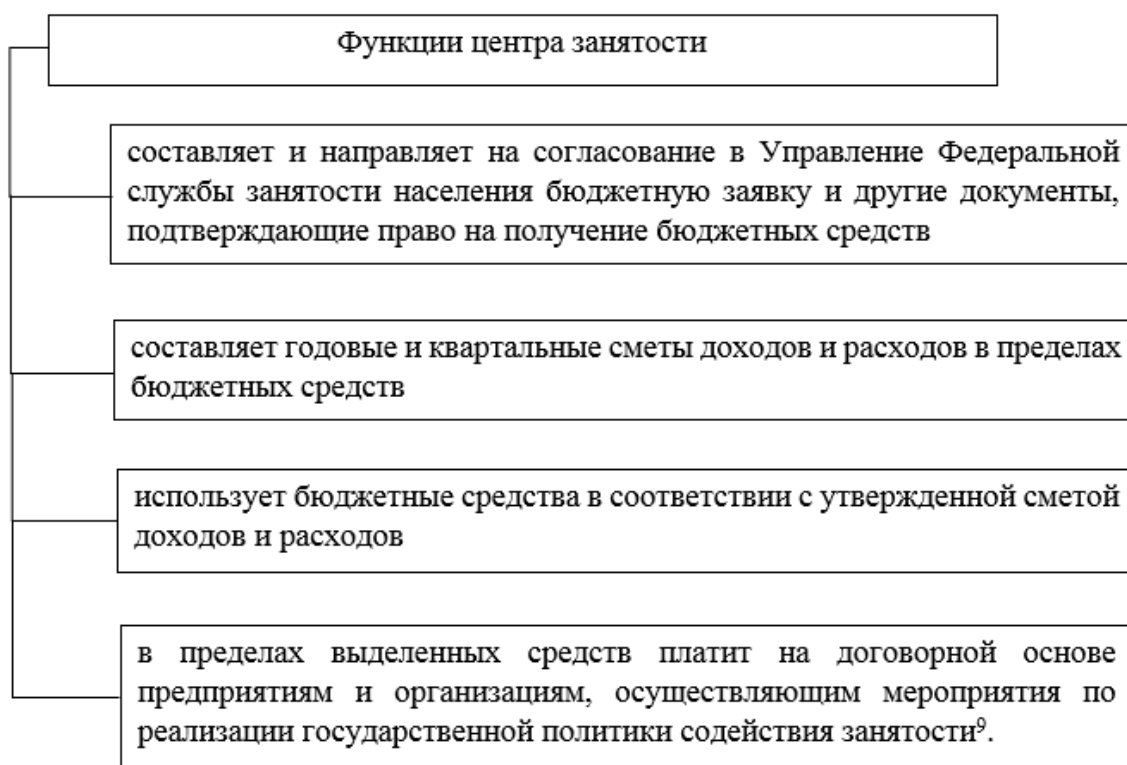 Функции центра занятости
составляет и направляет на согласование в Управление Федеральной
службы занятости населения бюджетную заявку и другие документы,
подтверждающие право на получение бюджетных средств
составляет годовые и квартальные сметы доходов и расходов в пределах
бюджетных средств
использует бюджетные средства в соответствии с утвержденной сметой
доходов и расходов
в пределах выделенных средств платит на договорной основе
предприятиям и организациям, осуществляющим мероприятия по
реализации государственной политики содействия занятости⁹.